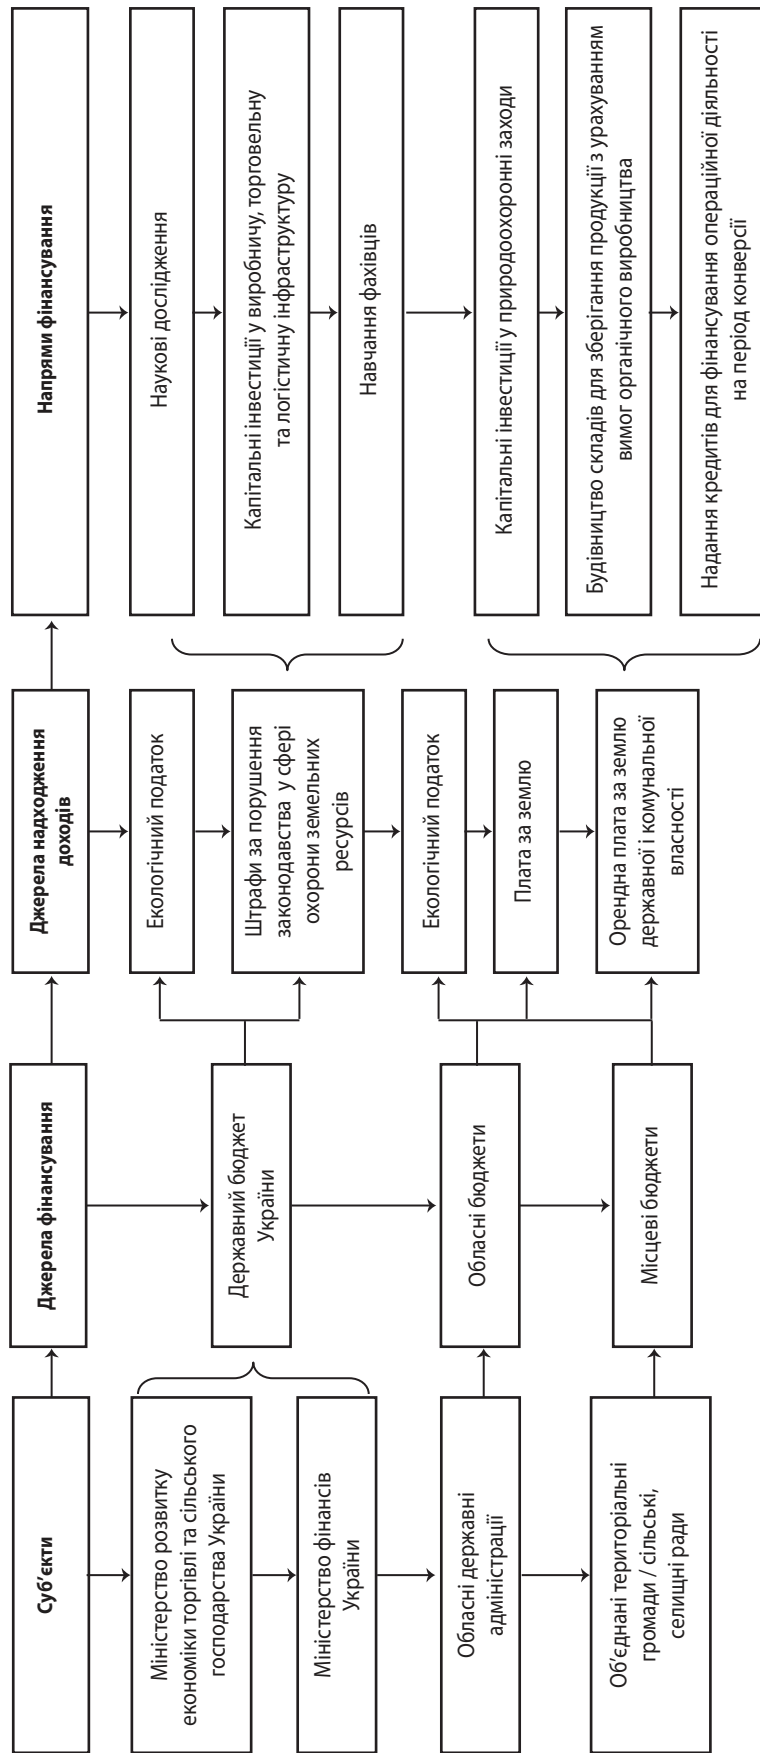 Суб’єкти
Міністерство розвитку
економіки торгівлі та сільського
господарства України
Міністерство фінансів
України
Обласні державні
адміністрації
Об’єднані територіальні
громади / сільські,
селищні ради
Джерела фінансування
Державний бюджет
України
Обласні бюджети
Місцеві бюджети
Джерела надходження
доходів
Екологічний податок
Штрафи за порушення
законодавства у сфері
охорони земельних
ресурсів
Екологічний податок
Плата за землю
Орендна плата за землю
державної і комунальної
власності
Напрями фінансування
Наукові дослідження
Капітальні інвестиції у виробничу, торговельну
та логістичну інфраструктуру
Навчання фахівців
Капітальні інвестиції у природоохоронні заходи
Будівництво складів для зберігання продукції з урахуванням
вимог органічного виробництва
Надання кредитів для фінансування операційної діяльності
на період конверсії